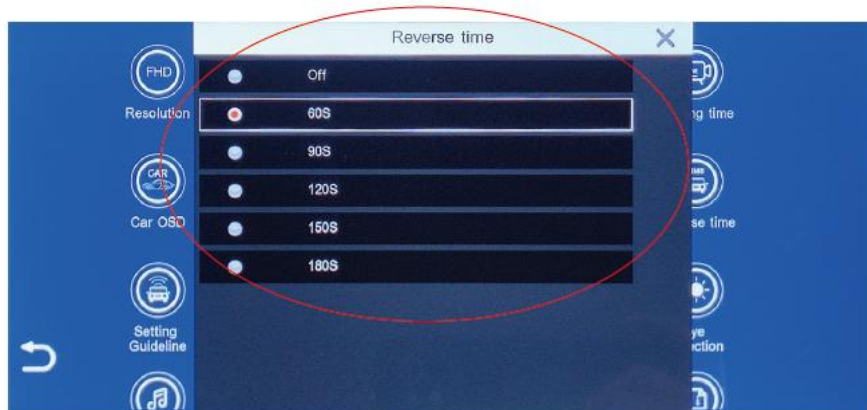 Reverse time
FHD
Resolution
Off
60S
90S
120S
150S
180S
CAR
Car OSD
Setting
Guideline
ng time
se time
ye
ction